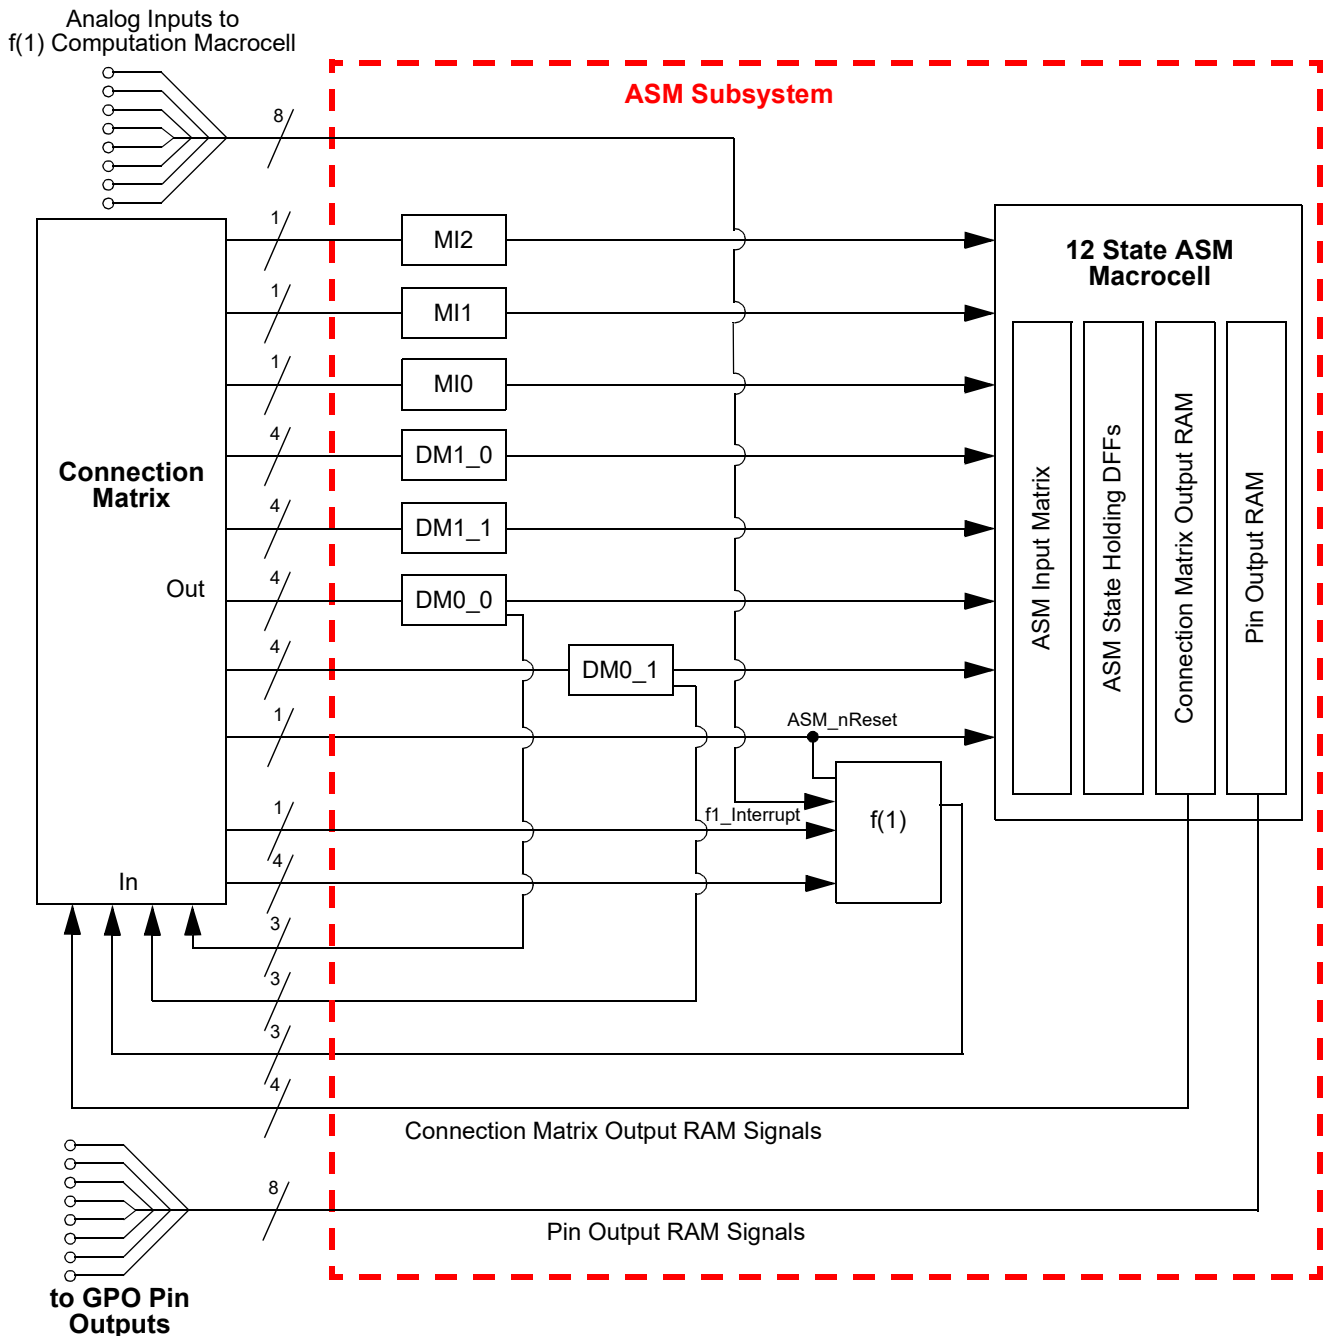 Analog Inputs to
f(1) Computation Macrocell
ASM Subsystem
8
1
MI2
12 State ASM
Macrocell
1
MI1
1
MI0
4
DM1_0
Connection
Matrix
4
DM1_1
Out
4
DM0_0
4
DM0_1
ASM Input Matrix
ASM State Holding DFFs
Connection Matrix Output RAM
Pin Output RAM
1
ASM_nReset
1
f1_Interrupt
f(1)
4
In
3
3
3
4
Connection Matrix Output RAM Signals
8
Pin Output RAM Signals
to GPO Pin
Outputs